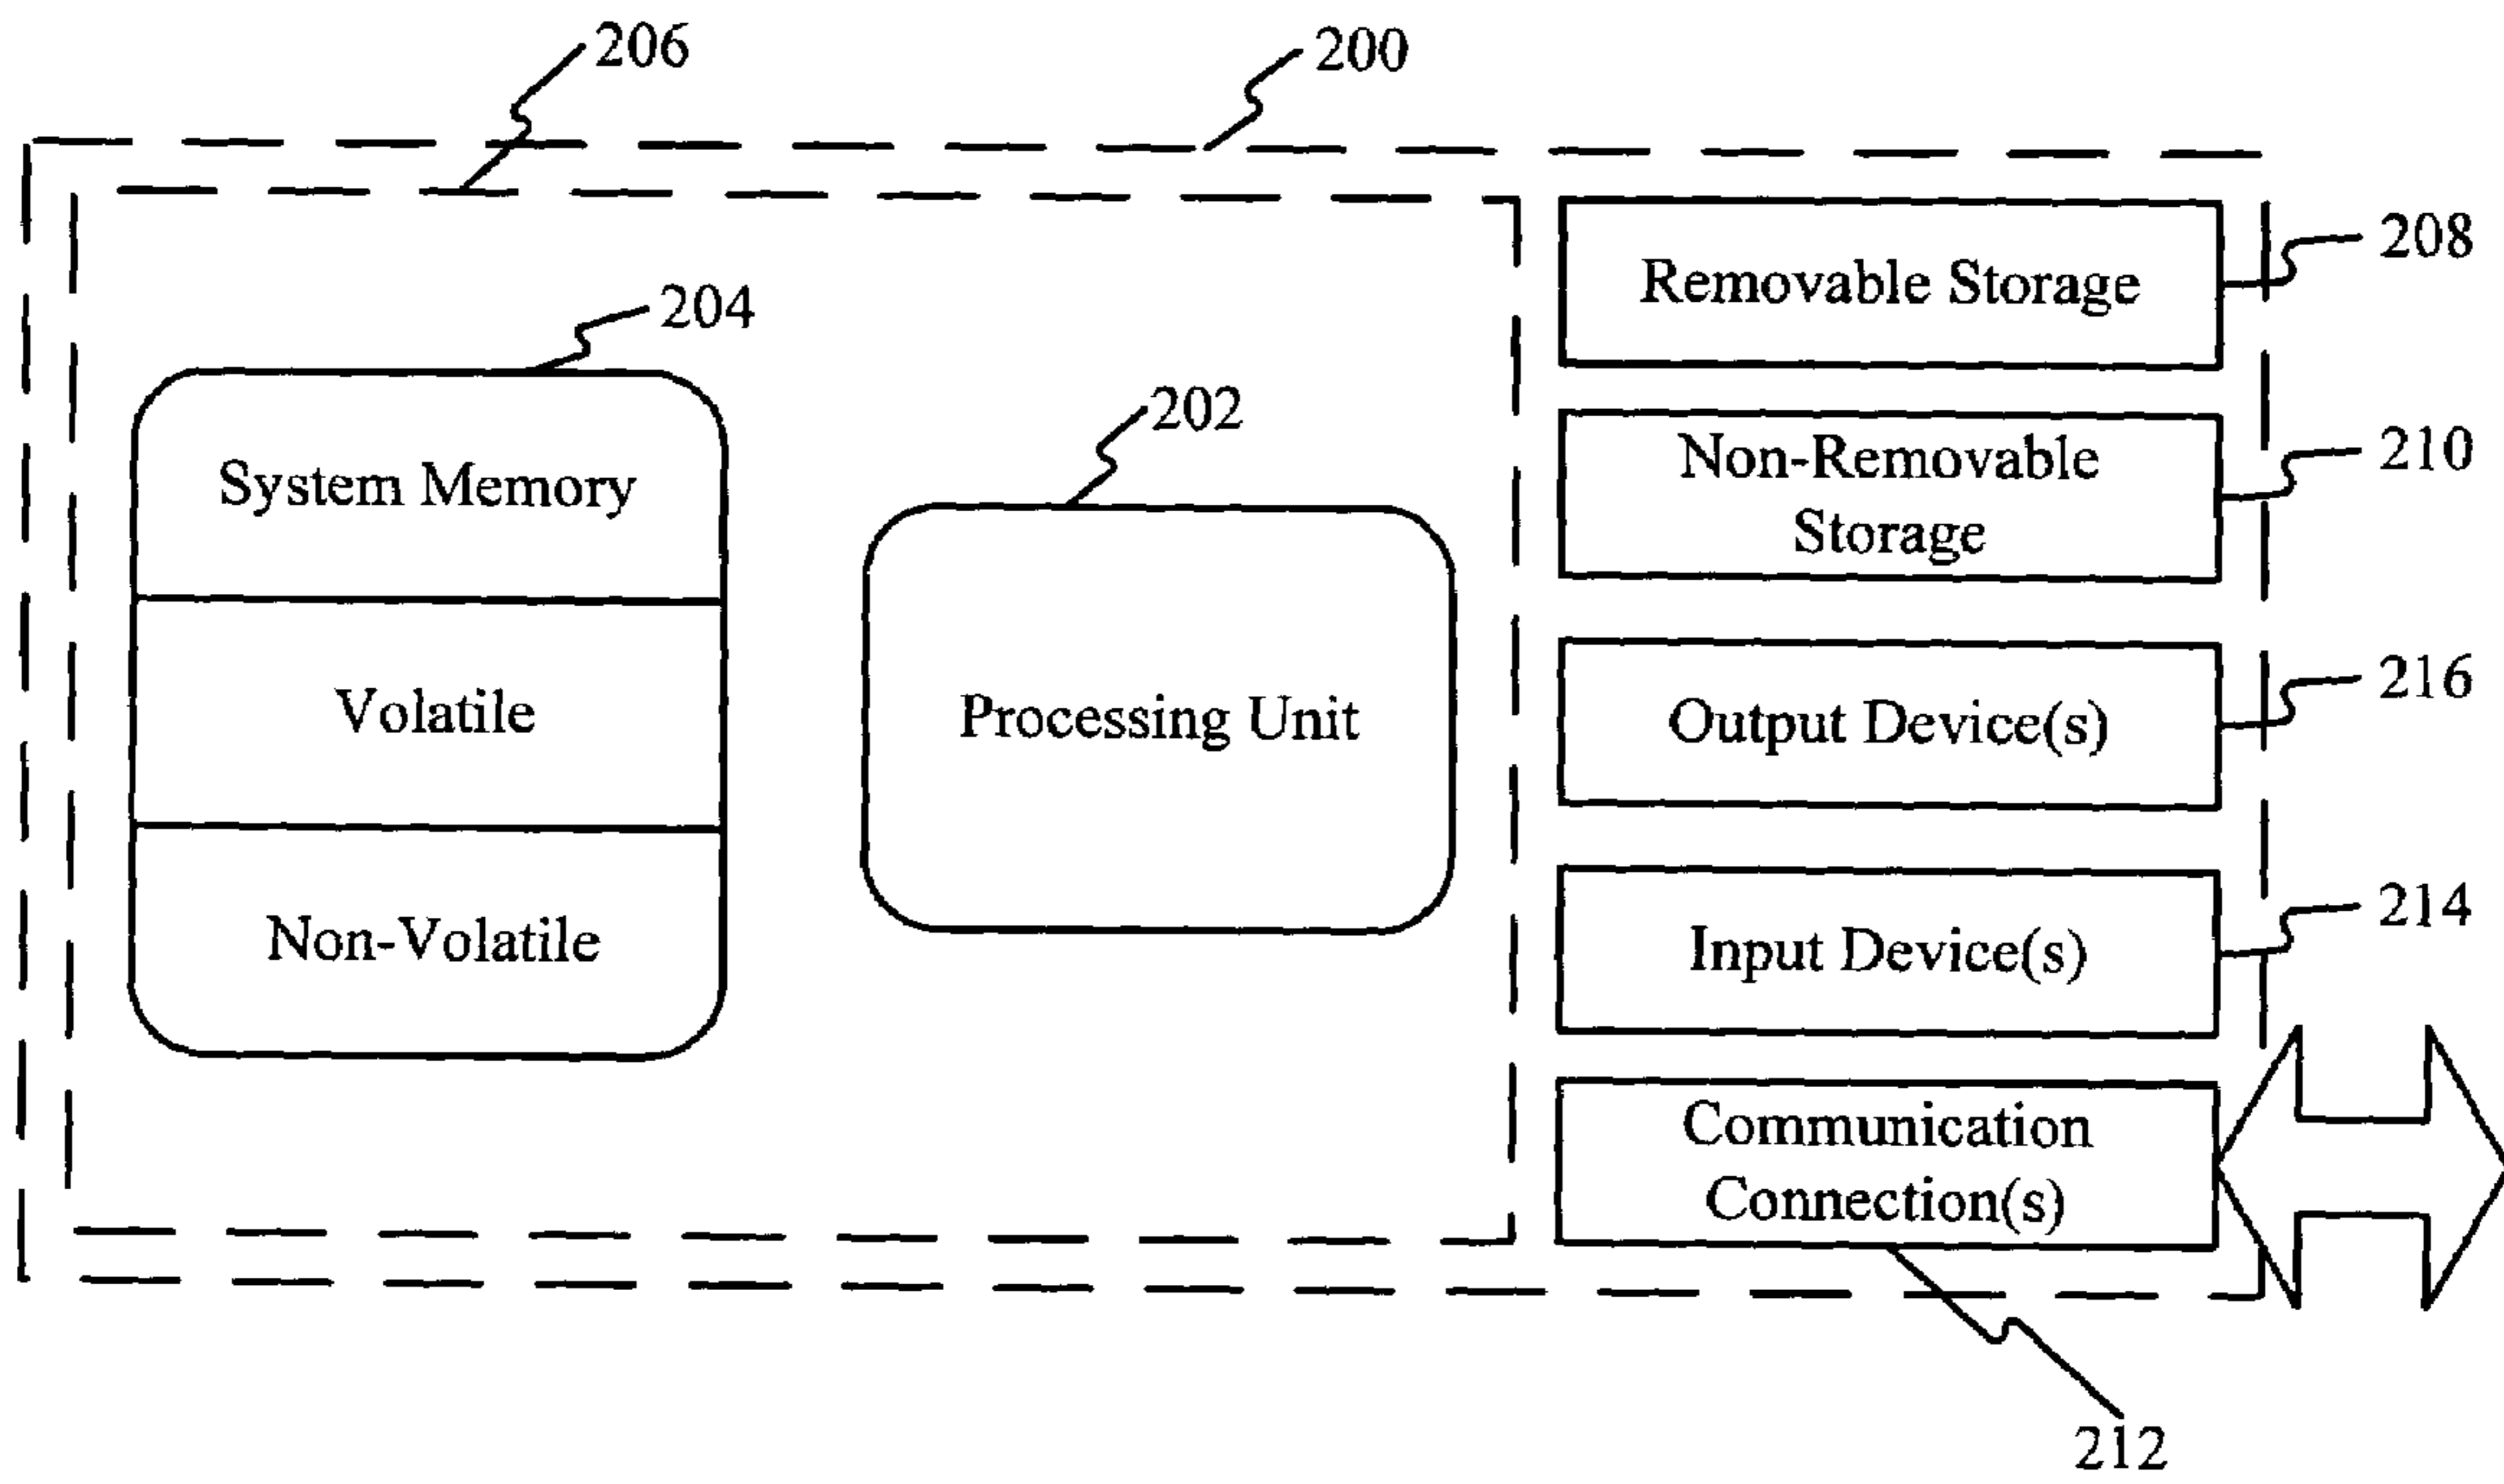 206
200
208
Removable Storage
204
202
210
Non-Removable
Storage
System Memory
216
Volatile
Processing Unit
Output Device(s)
214
Non-Volatile
Input Device(s)
Communication
Connection(s)
212